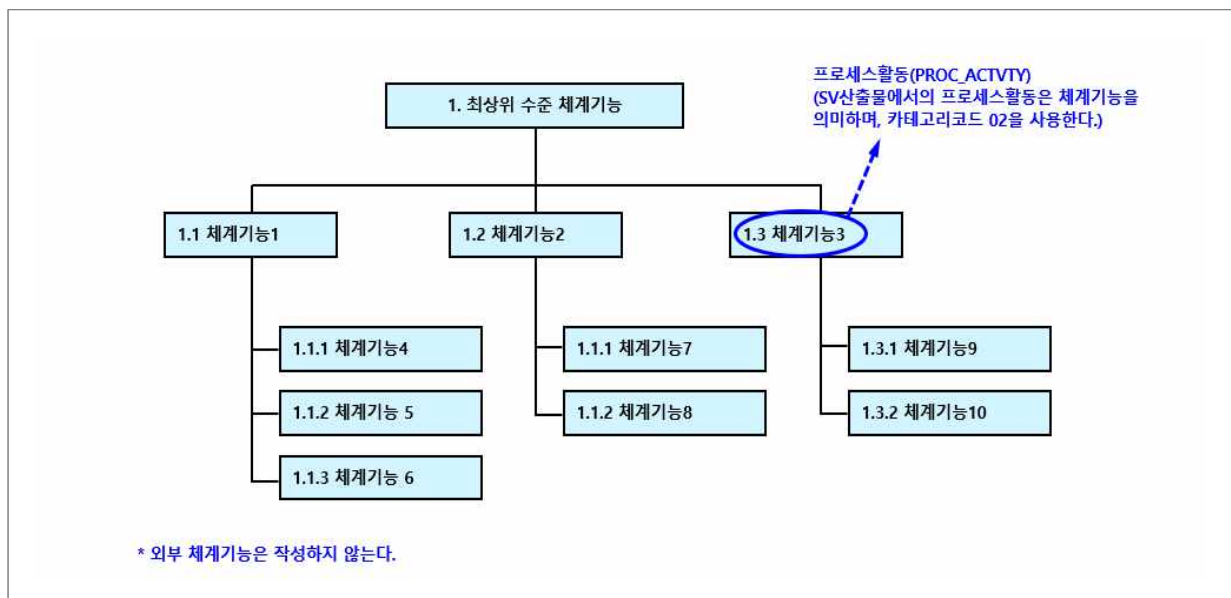 프로세스활동(PROC_ACTVTY)
(SV산출물에서의 프로세스활동은 체계기능을
의미하며, 카테고리코드 02을 사용한다.)
1. 최상위 수준 체계기능
1.1 체계기능1
1.2 체계기능2
1.3 체계기능3
1.1.1 체계기능4
1.1.1 체계기능7
1.3.1 체계기능9
1.1.2 체계기능 5
1.1.2 체계기능8
1.3.2 체계기능10
1.1.3 체계기능 6
* 외부 체계기능은 작성하지 않는다.